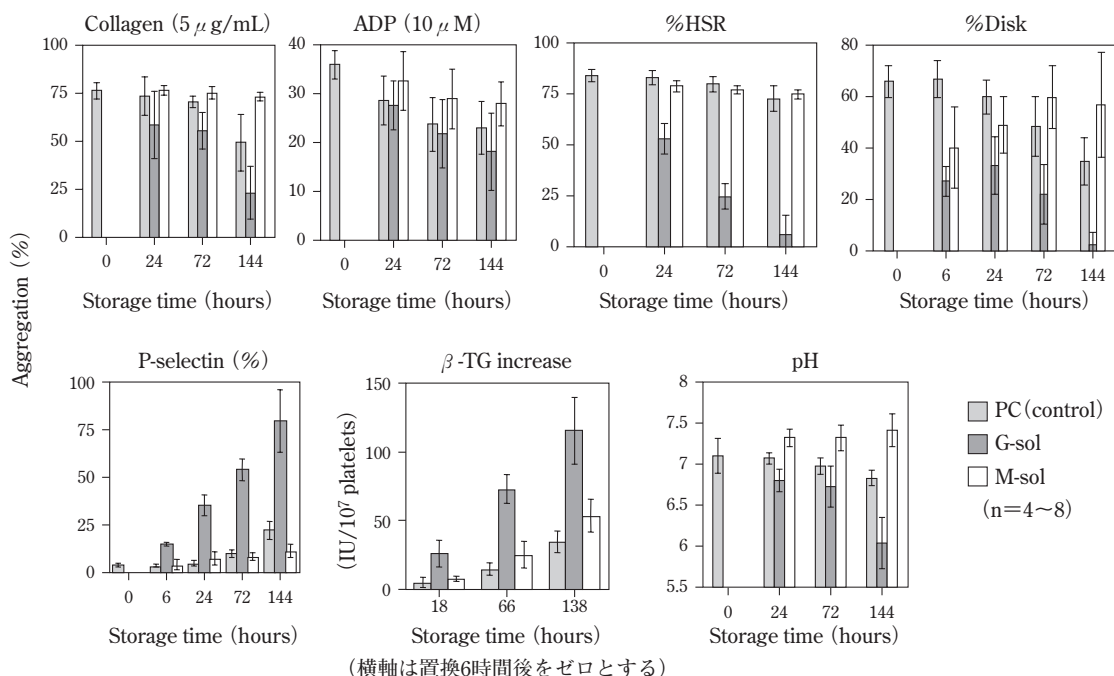 Collagen (5 μg/mL)
100
75
50
25
0
0 24 72 144
Storage time (hours)
ADP (10 μM)
40
30
20
10
0
0 24 72 144
Storage time (hours)
%HSR
100
75
50
25
0
0 24 72 144
Storage time (hours)
%Disk
80
60
40
20
0
0 6 24 72 144
Storage time (hours)
Aggregation (%)
P-selectin (%)
100
75
50
25
0
0 6 24 72 144
Storage time (hours)
β-TG increase
(IU/10⁷ platelets)
150
100
50
0
18 66 138
Storage time (hours)
pH
8
7.5
7
6.5
6
5.5
0 24 72 144
Storage time (hours)
PC(control)
G-sol
M-sol
(n=4~8)
(横軸は置換6時間後をゼロとする)